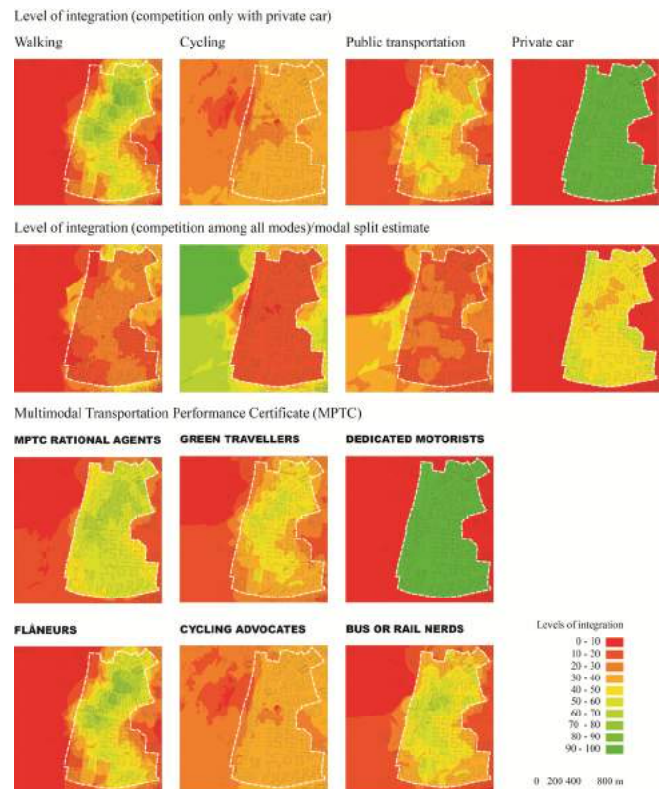 Level of integration (competition only with private car)
Walking Cycling Public transportation Private car
Level of integration (competition among all modes)/modal split estimate
Multimodal Transportation Performance Certificate (MPTC)
MPTC RATIONAL AGENTS GREEN TRAVELLERS DEDICATED MOTORISTS
FLÂNEURS CYCLING ADVOCATES BUS OR RAIL NERDS
Levels of integration
0 - 10
10 - 20
20 - 30
30 - 40
40 - 50
50 - 60
60 - 70
70 - 80
80 - 90
90 - 100
0 200 400 800 m